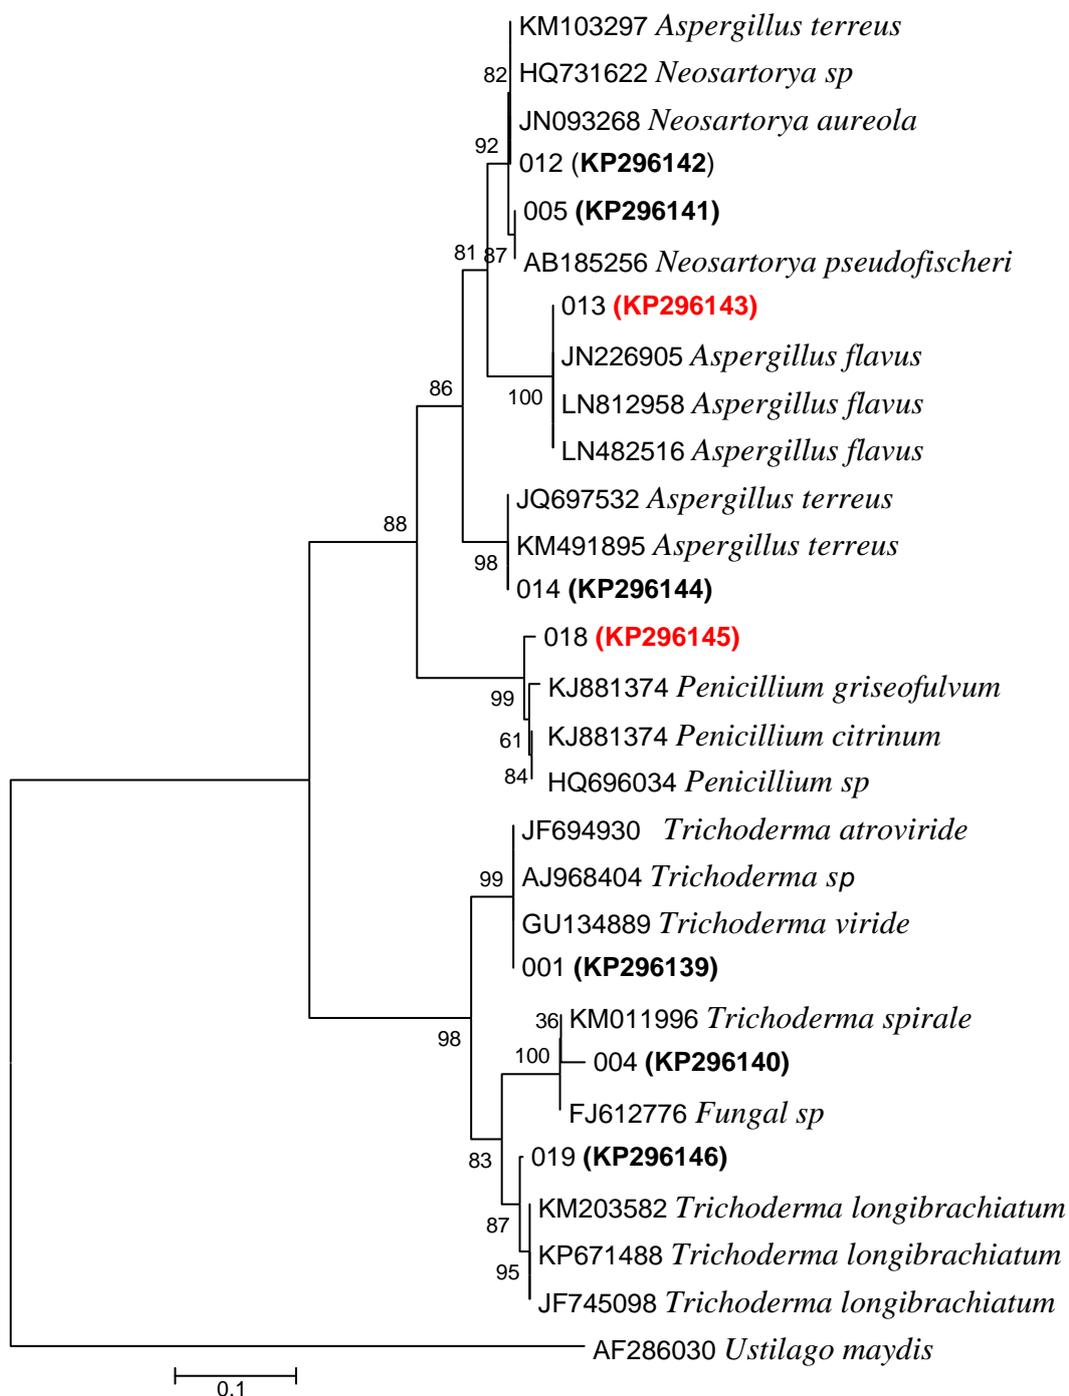 KM103297 Aspergillus terreus
82
HQ731622 Neosartorya sp
JN093268 Neosartorya aureola
92
012 (KP296142)
005 (KP296141)
81
87
AB185256 Neosartorya pseudofischeri
013 (KP296143)
JN226905 Aspergillus flavus
86
100
LN812958 Aspergillus flavus
LN482516 Aspergillus flavus
JQ697532 Aspergillus terreus
88
KM491895 Aspergillus terreus
98
014 (KP296144)
018 (KP296145)
KJ881374 Penicillium griseofulvum
99
KJ881374 Penicillium citrinum
61
84
HQ696034 Penicillium sp
JF694930 Trichoderma atroviride
99
AJ968404 Trichoderma sp
GU134889 Trichoderma viride
001 (KP296139)
36
KM011996 Trichoderma spirale
98
100
004 (KP296140)
FJ612776 Fungal sp
83
019 (KP296146)
KM203582 Trichoderma longibrachiatum
87
KP671488 Trichoderma longibrachiatum
95
JF745098 Trichoderma longibrachiatum
AF286030 Ustilago maydis
0.1